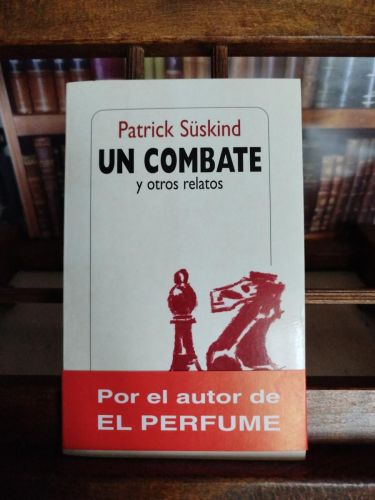 Patrick Süskind
UN COMBATE
y otros relatos
Por el autor de
EL PERFUME